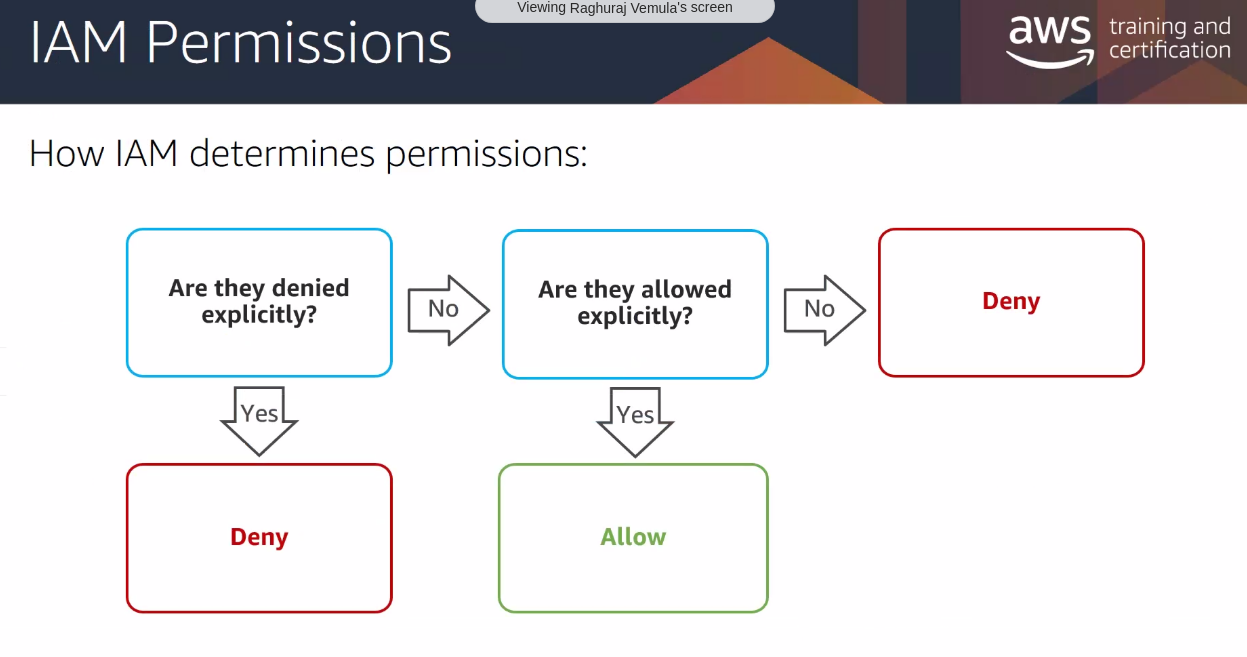 Viewing Raghuraj Vemula's screen
IAM Permissions
aws training and
certification
How IAM determines permissions:
Are they denied
explicitly?
No
Are they allowed
explicitly?
No
Deny
Yes
Yes
Deny
Allow